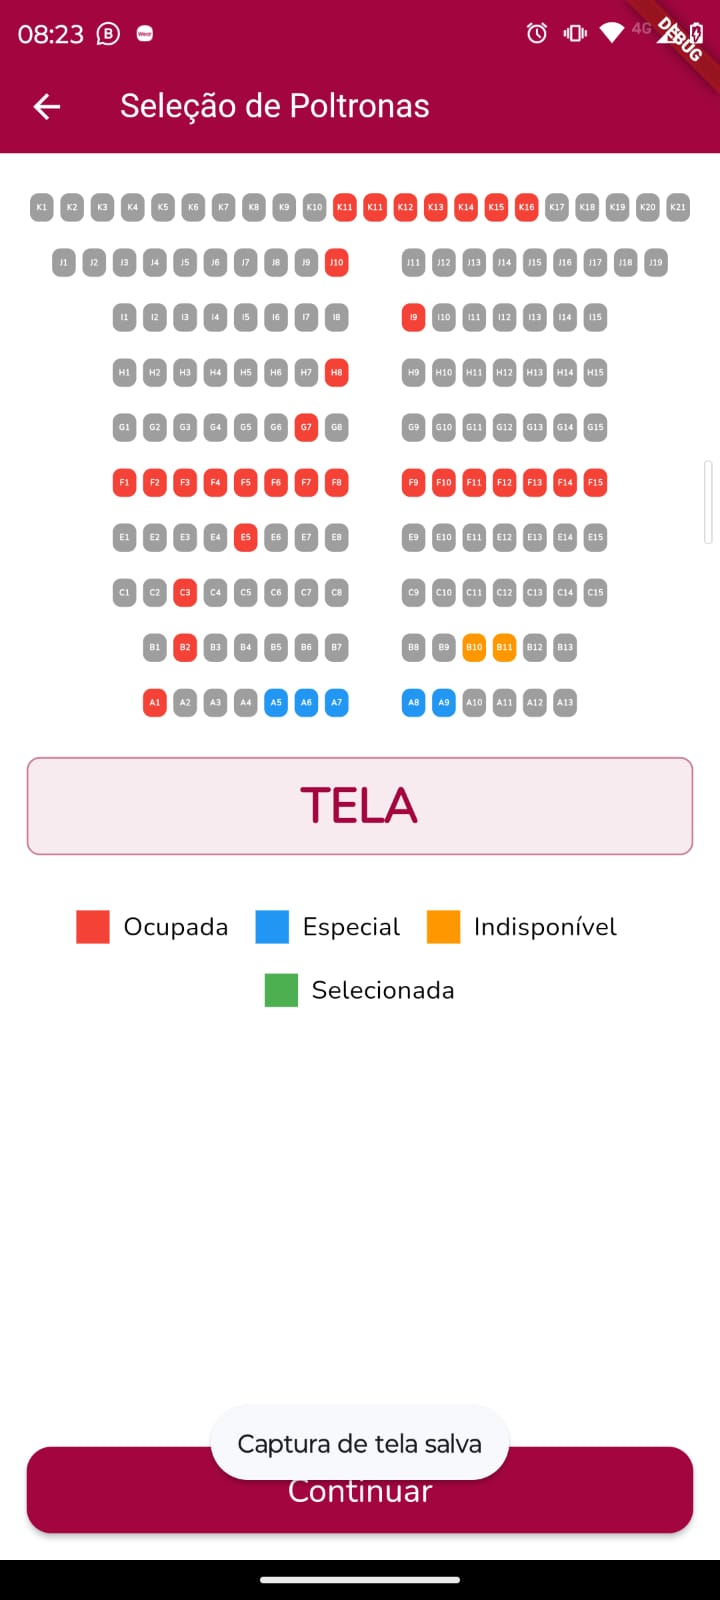 08:23 B Wear 4G DEBUG
Seleção de Poltronas
K1 K2 K3 K4 K5 K6 K7 K8 K9 K10 K11 K11 K12 K13 K14 K15 K16 K17 K18 K19 K20 K21
J1 J2 J3 J4 J5 J6 J7 J8 J9 J10 J11 J12 J13 J14 J15 J16 J17 J18 J19
I1 I2 I3 I4 I5 I6 I7 I8 I9 I10 I11 I12 I13 I14 I15
H1 H2 H3 H4 H5 H6 H7 H8 H9 H10 H11 H12 H13 H14 H15
G1 G2 G3 G4 G5 G6 G7 G8 G9 G10 G11 G12 G13 G14 G15
F1 F2 F3 F4 F5 F6 F7 F8 F9 F10 F11 F12 F13 F14 F15
E1 E2 E3 E4 E5 E6 E7 E8 E9 E10 E11 E12 E13 E14 E15
C1 C2 C3 C4 C5 C6 C7 C8 C9 C10 C11 C12 C13 C14 C15
B1 B2 B3 B4 B5 B6 B7 B8 B9 B10 B11 B12 B13
A1 A2 A3 A4 A5 A6 A7 A8 A9 A10 A11 A12 A13
TELA
Ocupada Especial Indisponível
Selecionada
Captura de tela salva
Continuar